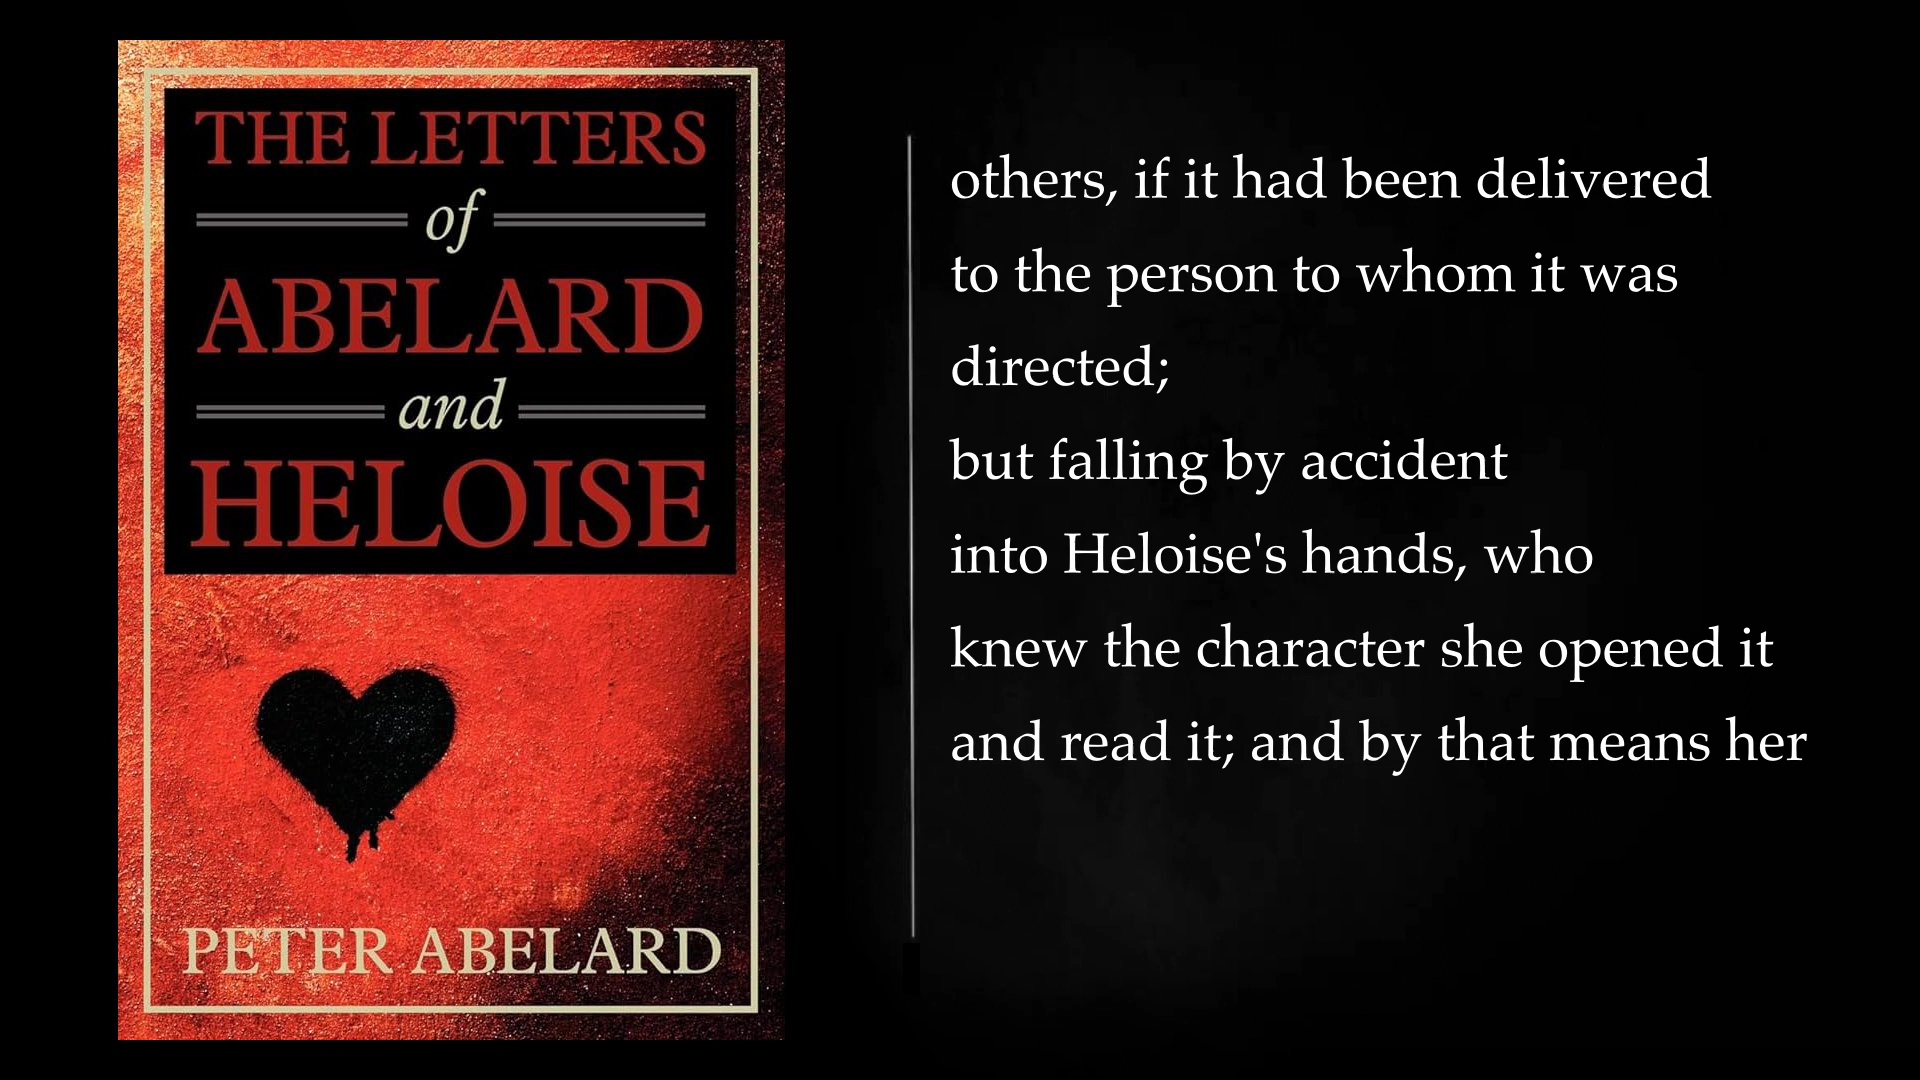 THE LETTERS
of
ABELARD
and
HELOISE
PETER ABELARD
others, if it had been delivered
to the person to whom it was
directed;
but falling by accident
into Heloise's hands, who
knew the character she opened it
and read it; and by that means her